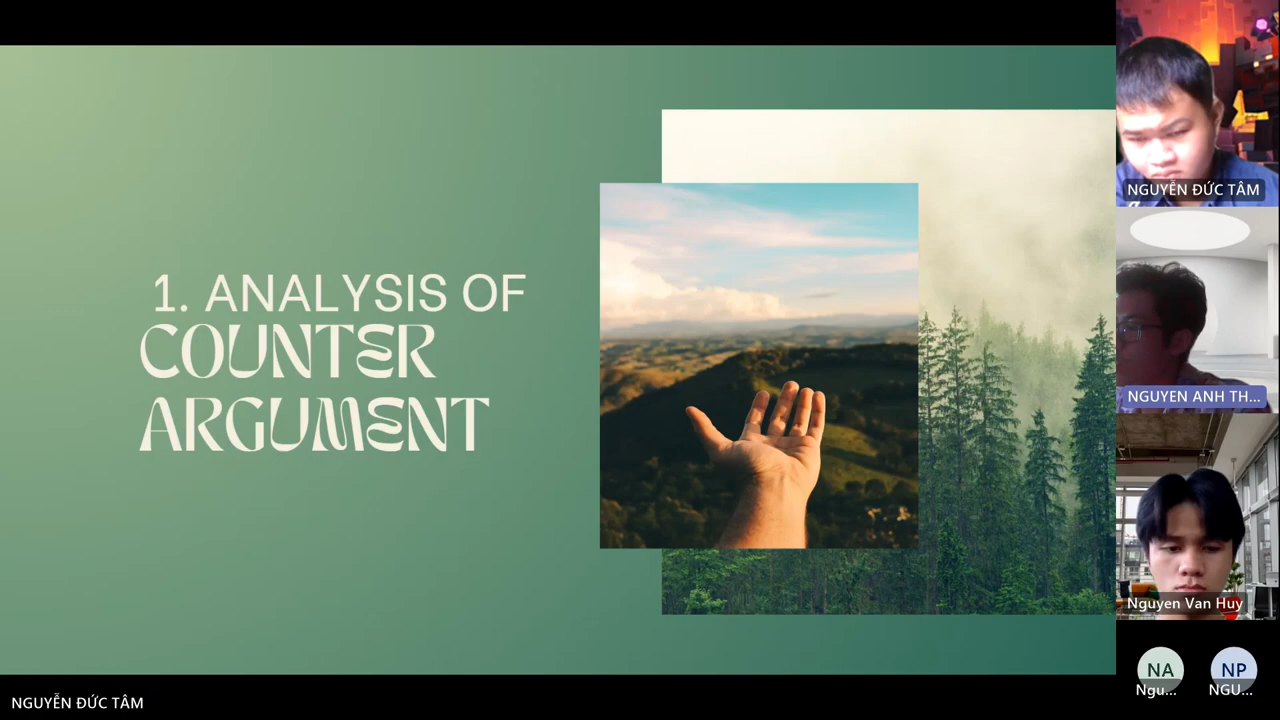 1. ANALYSIS OF
COUNTER
ARGUMENT
NGUYỄN ĐỨC TÂM
NGUYEN ANH TH...
Nguyen Van Huy
NA
NP
Ngu...
NGU...
NGUYỄN ĐỨC TÂM